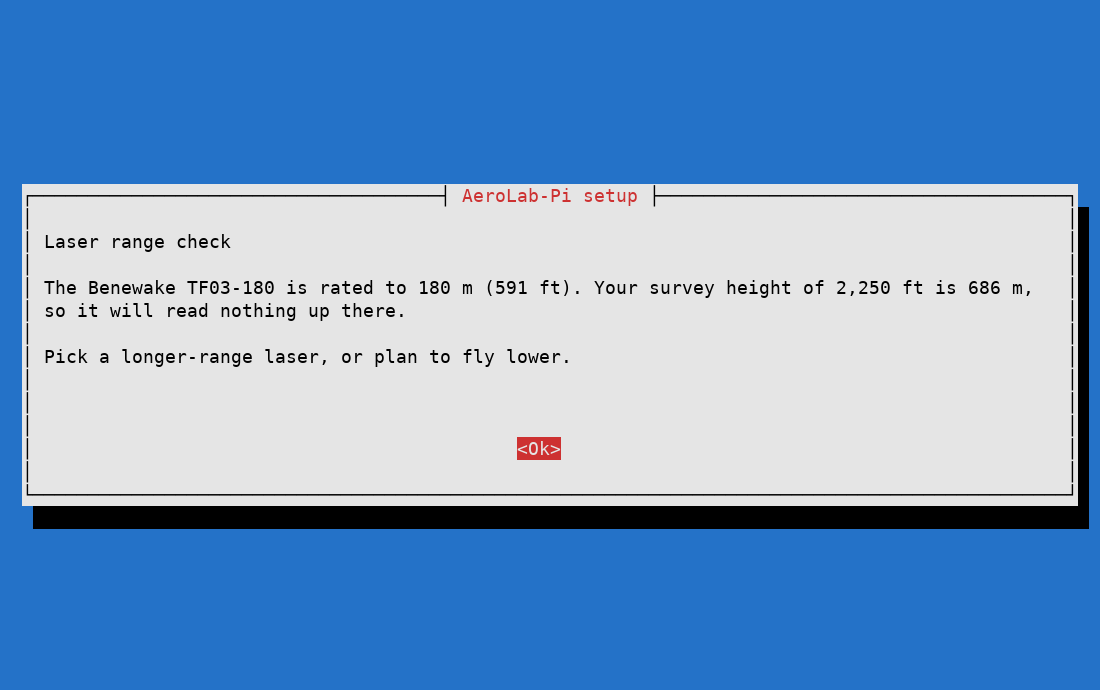 AeroLab-Pi setup
Laser range check
The Benewake TF03-180 is rated to 180 m (591 ft). Your survey height of 2,250 ft is 686 m,
so it will read nothing up there.
Pick a longer-range laser, or plan to fly lower.
<Ok>